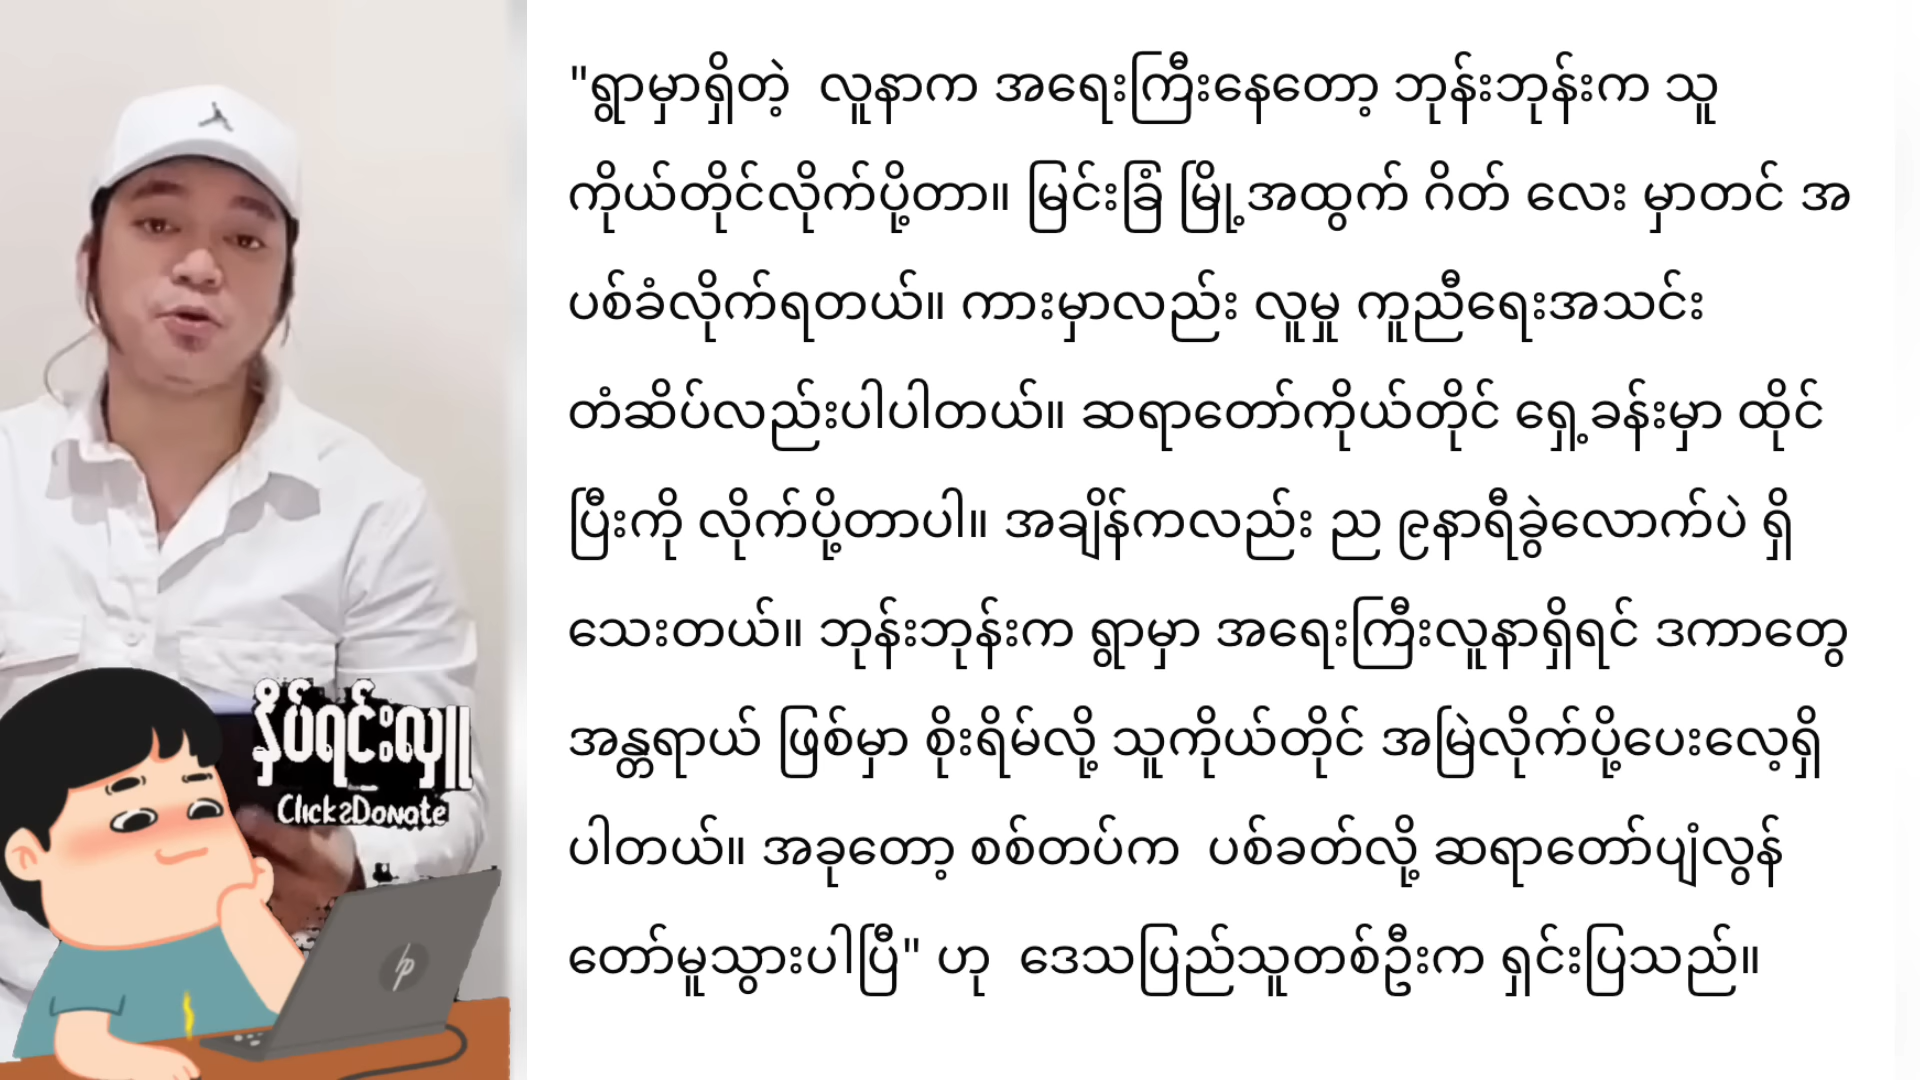 "ရွာမှာရှိတဲ့ လူနာက အရေးကြီးနေတော့ ဘုန်းဘုန်းက သူ
ကိုယ်တိုင်လိုက်ပို့တာ။ မြင်းခြံ မြို့အထွက် ဂိတ် လေး မှာတင် အ
ပစ်ခံလိုက်ရတယ်။ ကားမှာလည်း လူမှု ကူညီရေးအသင်း
တံဆိပ်လည်းပါပါတယ်။ ဆရာတော်ကိုယ်တိုင် ရှေ့ခန်းမှာ ထိုင်
ပြီးကို လိုက်ပို့တာပါ။ အချိန်ကလည်း ည ၉နာရီခွဲလောက်ပဲ ရှိ
သေးတယ်။ ဘုန်းဘုန်းက ရွာမှာ အရေးကြီးလူနာရှိရင် ဒကာတွေ
အန္တရာယ် ဖြစ်မှာ စိုးရိမ်လို့ သူကိုယ်တိုင် အမြဲလိုက်ပို့ပေးလေ့ရှိ
ပါတယ်။ အခုတော့ စစ်တပ်က ပစ်ခတ်လို့ ဆရာတော်ပျံလွန်
တော်မူသွားပါပြီ" ဟု ဒေသပြည်သူတစ်ဦးက ရှင်းပြသည်။
နှိပ်ရင်းလှူ
Click2Donate
hp